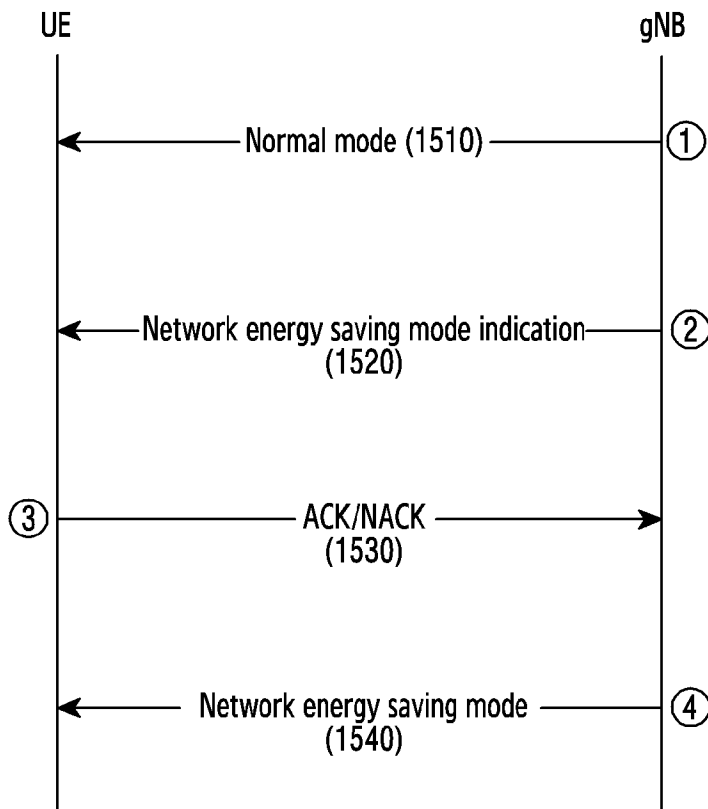 UE
gNB
Normal mode (1510)
①
Network energy saving mode indication
(1520)
②
③
ACK/NACK
(1530)
Network energy saving mode
(1540)
④